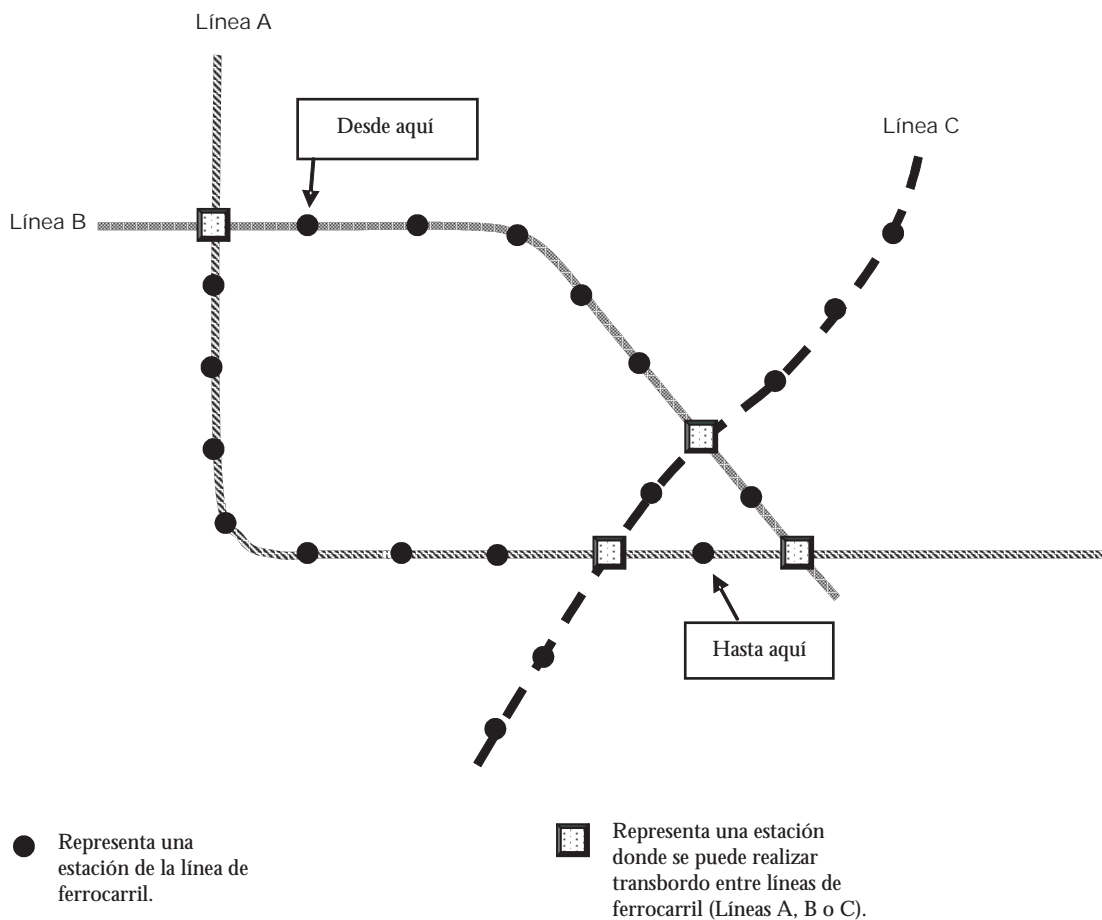 Línea A
Desde aquí
Línea C
Línea B
Hasta aquí
Representa una
estación de la línea de
ferrocarril.
Representa una estación
donde se puede realizar
transbordo entre líneas de
ferrocarril (Líneas A, B o C).